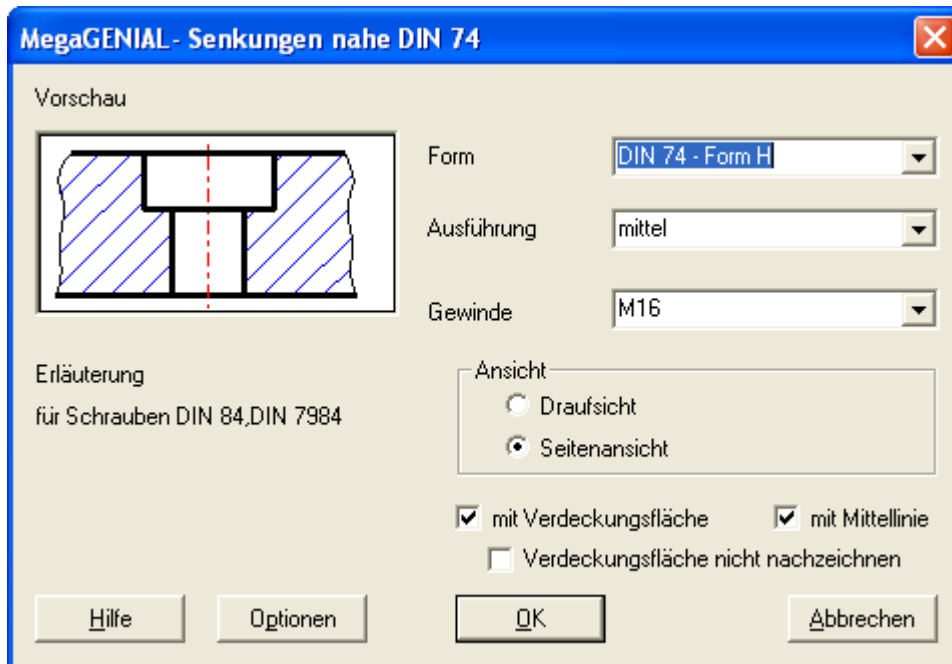 MegaGENIAL- Senkungen nahe DIN 74
Vorschau
Form
DIN 74 - Form H
Ausführung
mittel
Gewinde
M16
Erläuterung
für Schrauben DIN 84,DIN 7984
Ansicht
Draufsicht
Seitenansicht
mit Verdeckungsfläche
mit Mittellinie
Verdeckungsfläche nicht nachzeichnen
Hilfe
Optionen
OK
Abbrechen